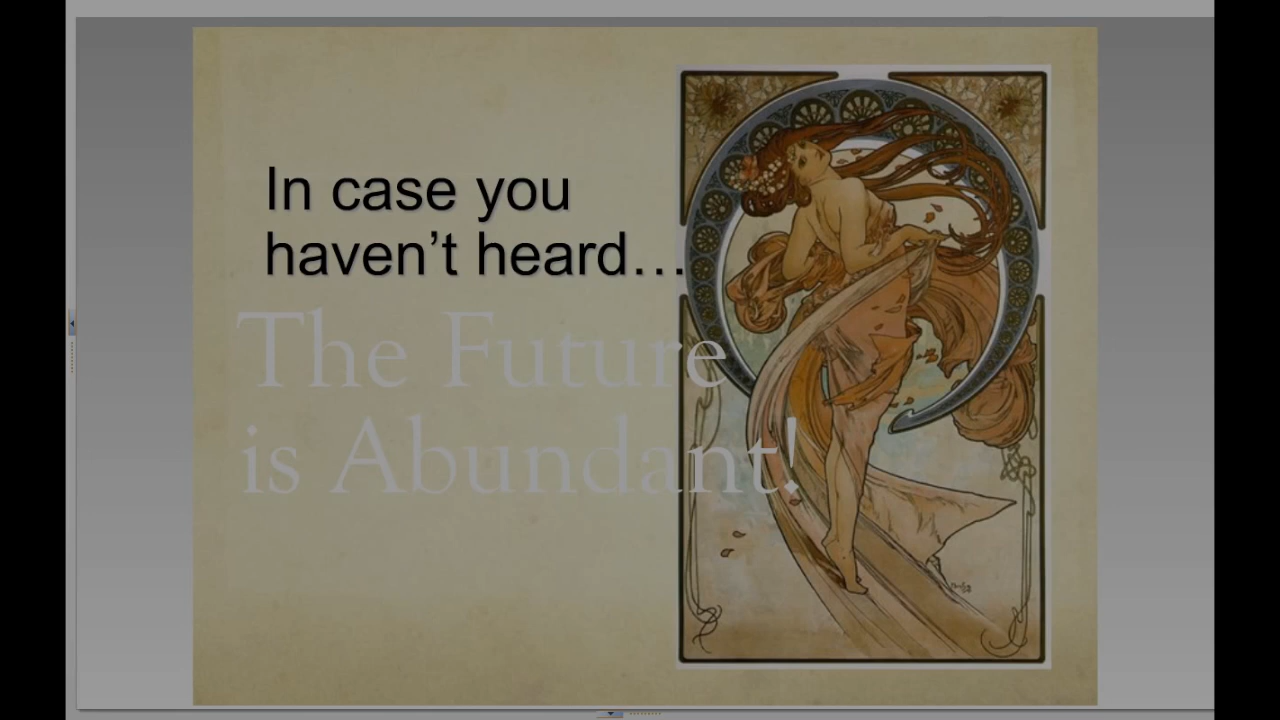 In case you
haven’t heard…
The Future
is Abundant!